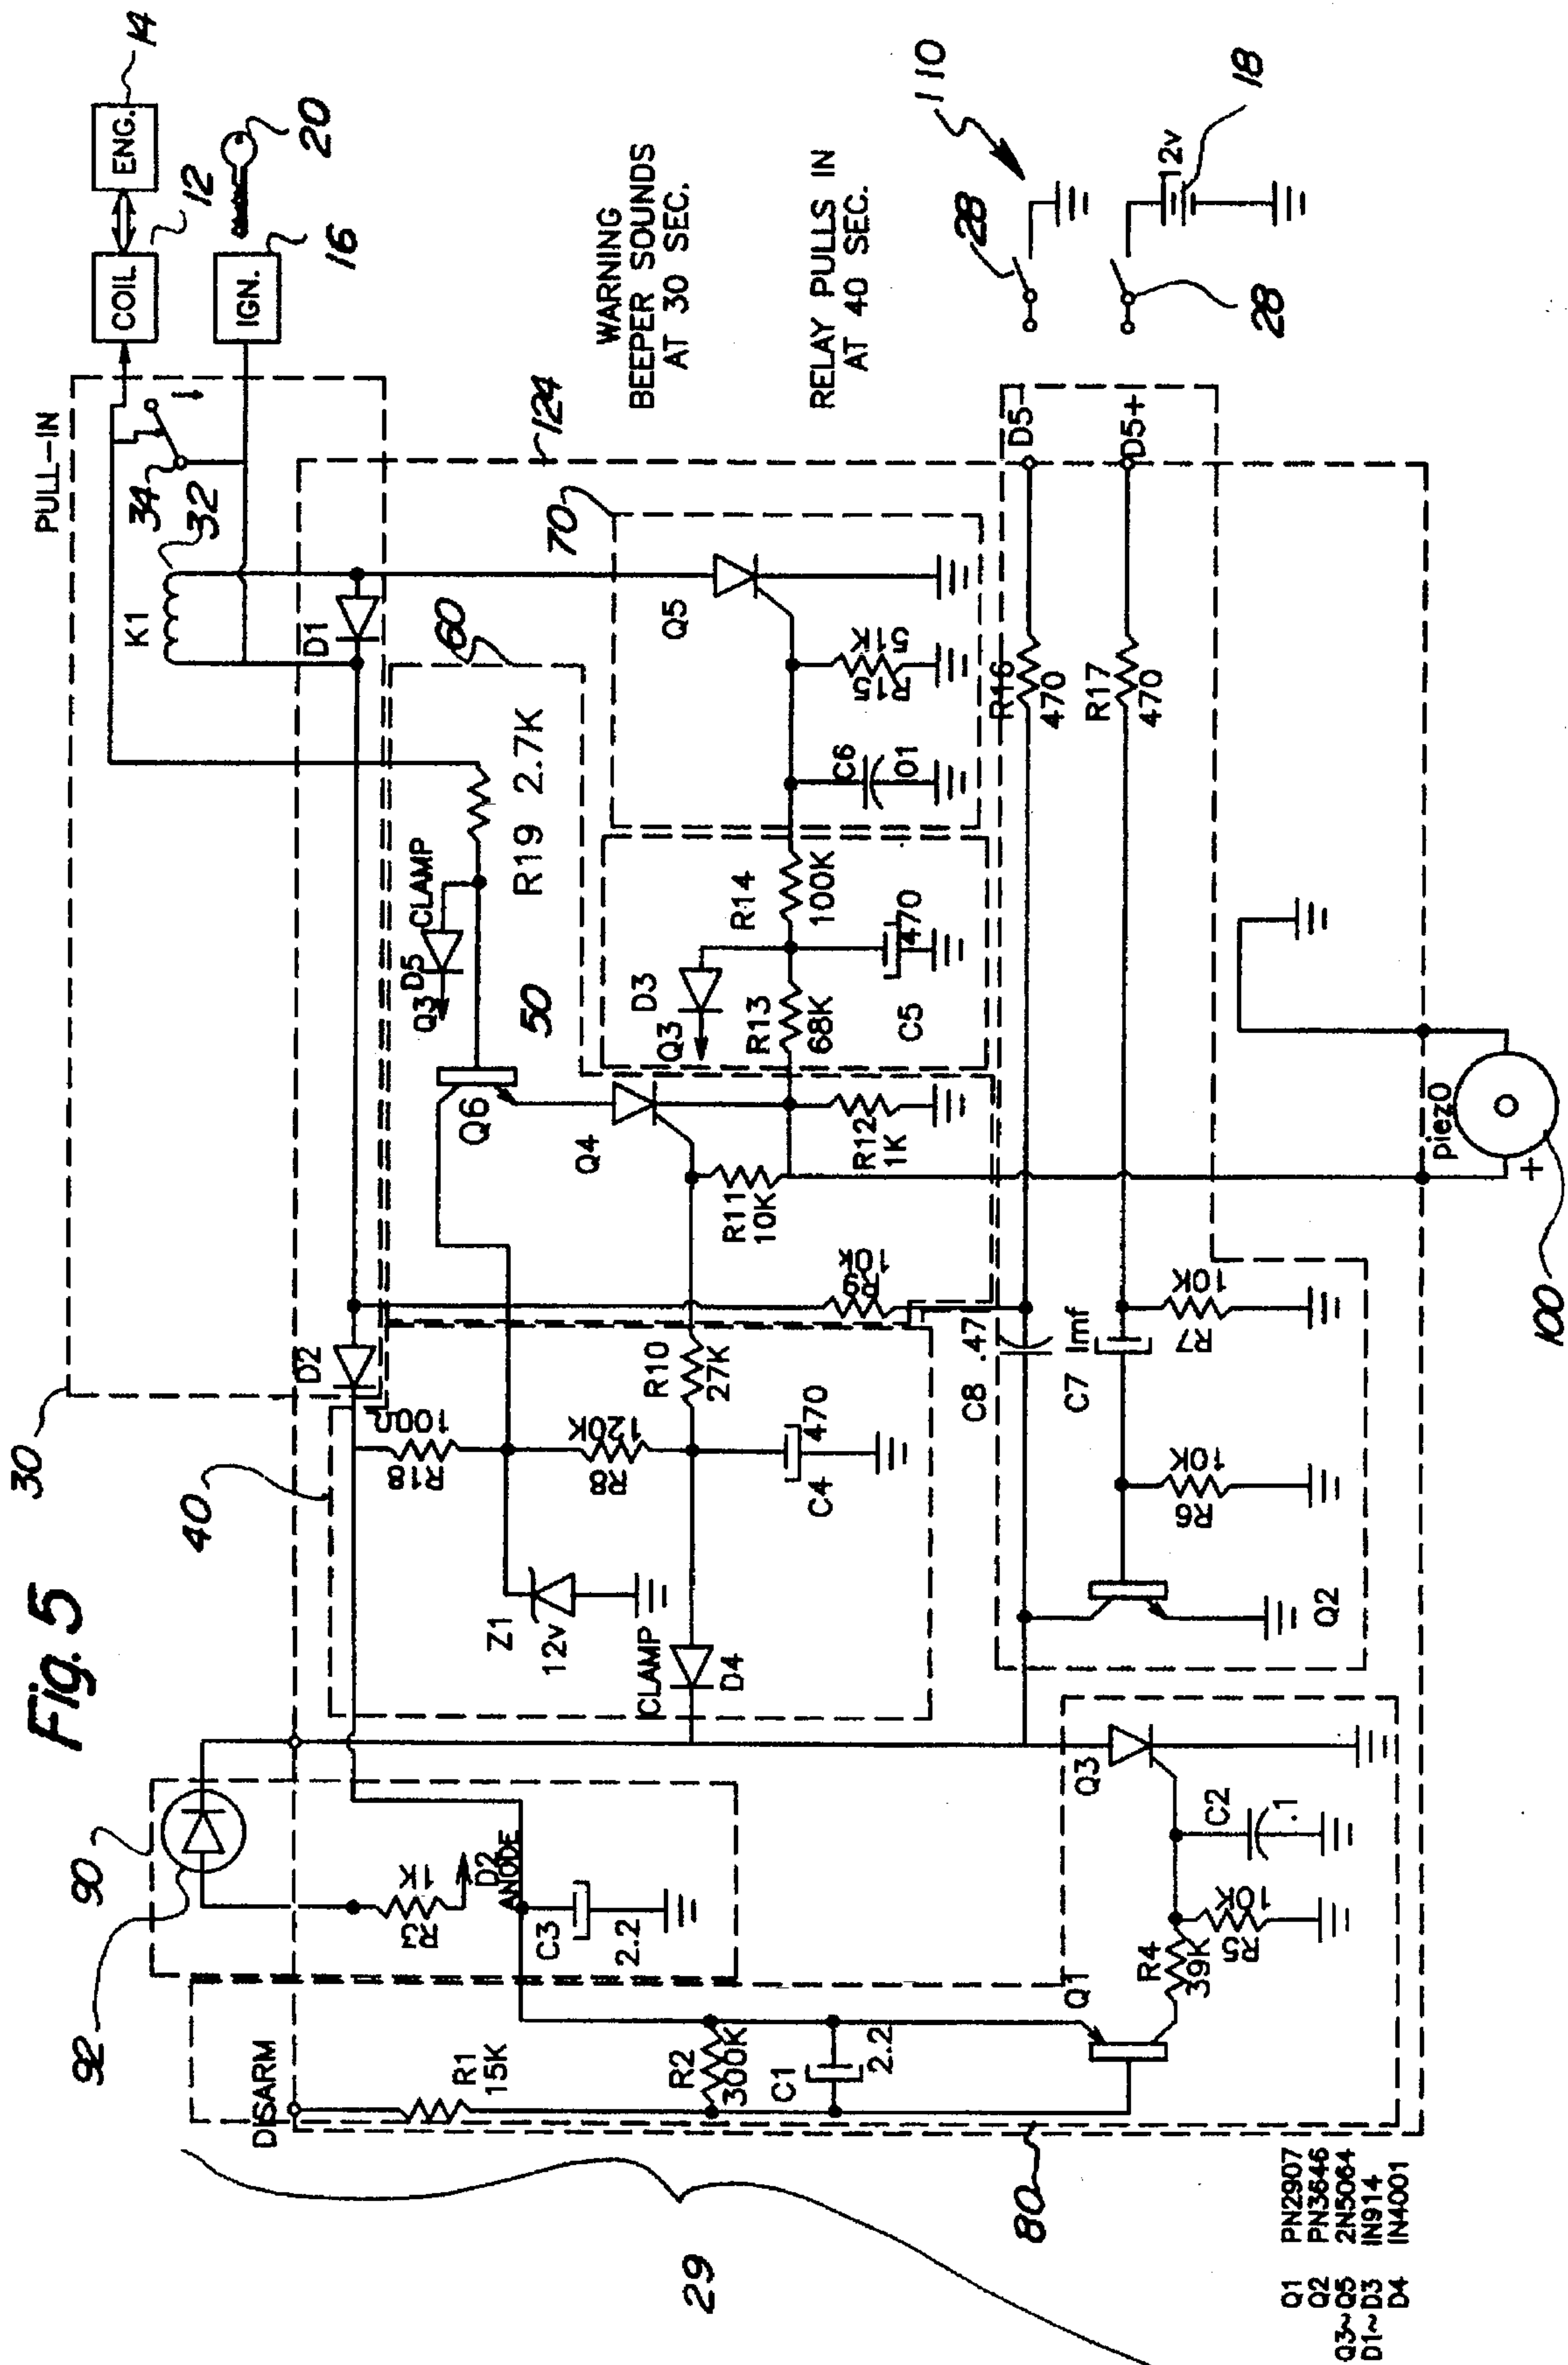 Fig. 5
30
PULL-IN
COIL
ENG.
14
12
IGN.
16
20
34
32
K1
D1
124
WARNING
BEEPER SOUNDS
AT 30 SEC.
RELAY PULLS IN
AT 40 SEC.
110
28
28
12v
18
D5-
D5+
R16
470
R17
470
70
Q5
R15
51K
C6
.01
60
R19 2.7K
CLAMP
D5
Q3
50
Q6
Q4
D3
Q3
R14
100K
R13
68K
C5
470
R12
1K
R11
10K
R9
10K
D2
40
R18
100Ω
R8
120K
R10
27K
C4
470
Z1
12v
CLAMP
D4
C8
.47
C7
1mf
R7
10K
R6
10K
Q2
piezO
+
100
90
92
R3
1K
D2
ANODE
C3
2.2
DISARM
R1
15K
R2
300K
C1
2.2
Q1
R4
39K
R5
10K
C2
.1
Q3
80
29
Q1 PN2907
Q2 PN3646
Q3~Q5 2N5064
D1~D3 IN914
D4 IN4001